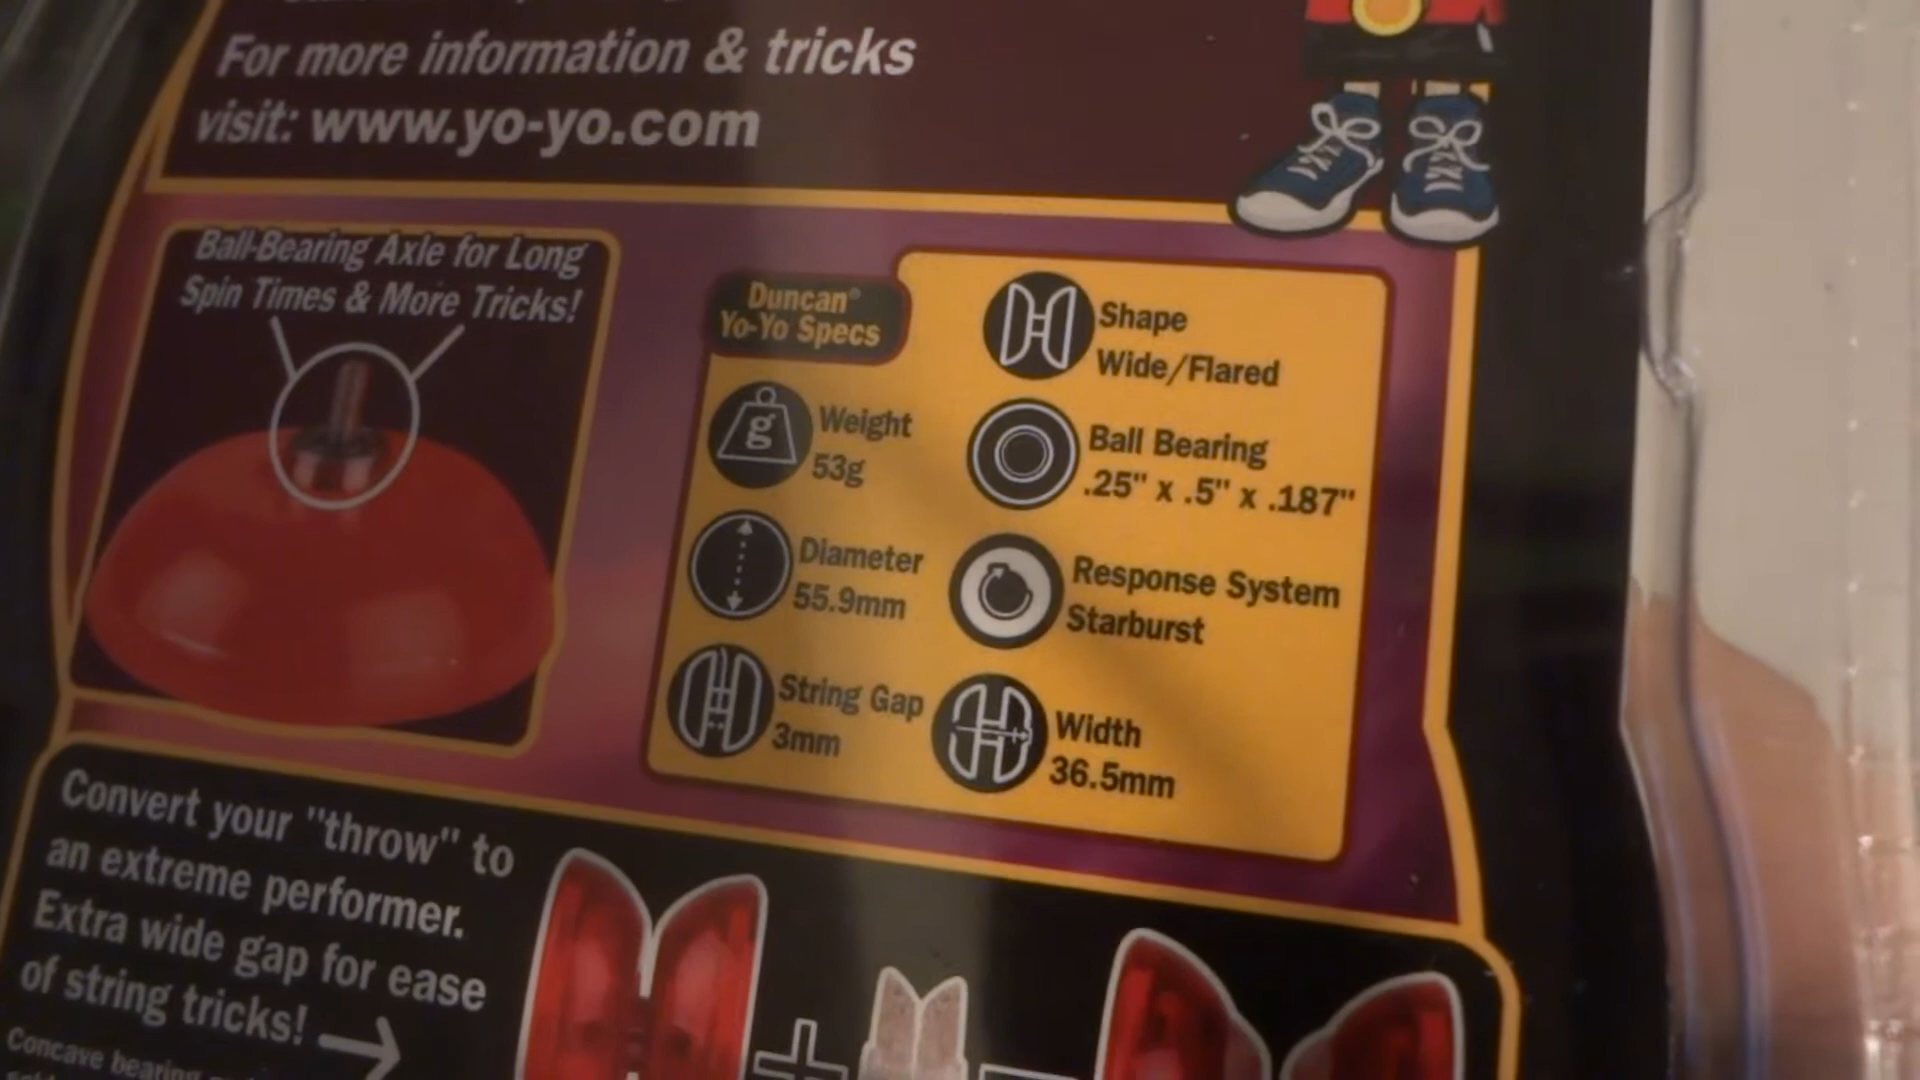 For more information & tricks
visit: www.yo-yo.com
Ball-Bearing Axle for Long
Spin Times & More Tricks!
Duncan®
Yo-Yo Specs
Shape
Wide/Flared
g
Weight
53g
Ball Bearing
.25" x .5" x .187"
Diameter
55.9mm
Response System
Starburst
String Gap
3mm
Width
36.5mm
Convert your "throw" to
an extreme performer.
Extra wide gap for ease
of string tricks!
Concave bearing